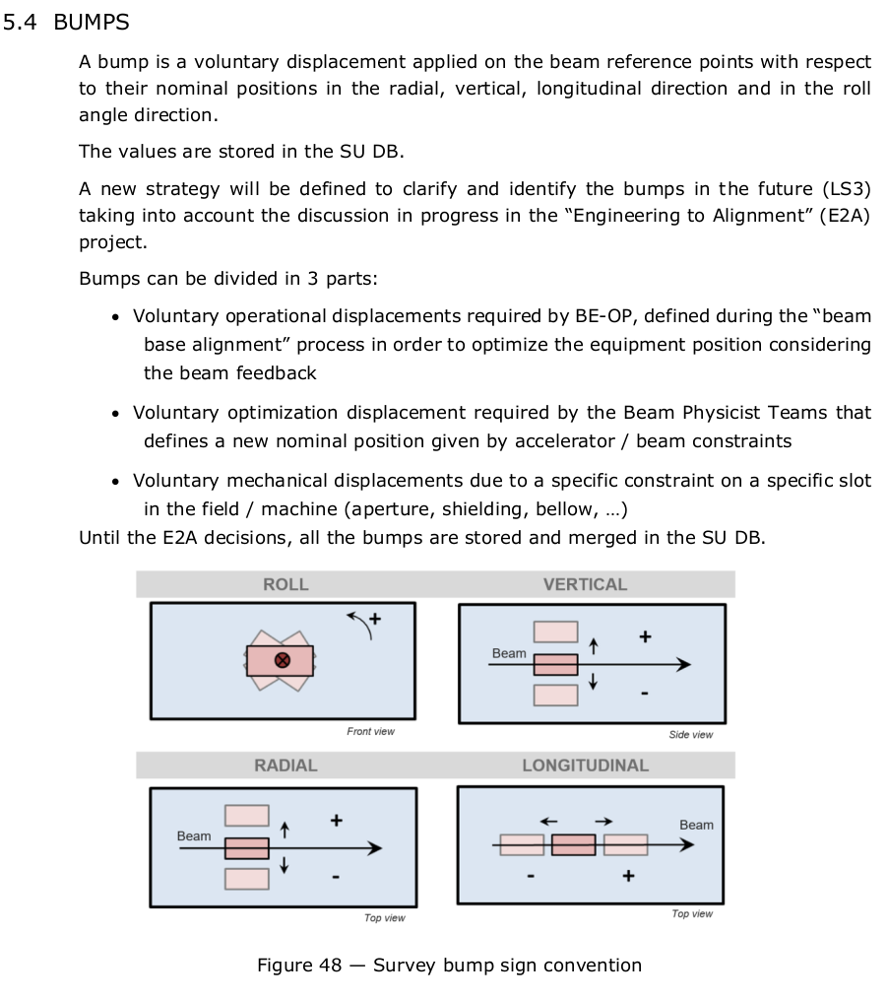 5.4 BUMPS
A bump is a voluntary displacement applied on the beam reference points with respect
to their nominal positions in the radial, vertical, longitudinal direction and in the roll
angle direction.
The values are stored in the SU DB.
A new strategy will be defined to clarify and identify the bumps in the future (LS3)
taking into account the discussion in progress in the “Engineering to Alignment” (E2A)
project.
Bumps can be divided in 3 parts:
• Voluntary operational displacements required by BE-OP, defined during the “beam
base alignment” process in order to optimize the equipment position considering
the beam feedback
• Voluntary optimization displacement required by the Beam Physicist Teams that
defines a new nominal position given by accelerator / beam constraints
• Voluntary mechanical displacements due to a specific constraint on a specific slot
in the field / machine (aperture, shielding, bellow, …)
Until the E2A decisions, all the bumps are stored and merged in the SU DB.
ROLL
+
Front view
VERTICAL
Beam
+
-
Side view
RADIAL
Beam
+
-
Top view
LONGITUDINAL
Beam
- +
Top view
Figure 48 — Survey bump sign convention